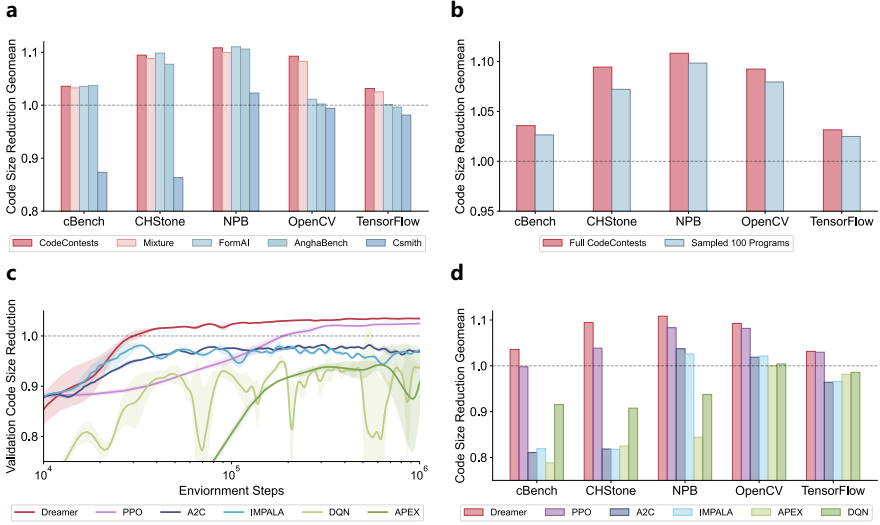 a
Code Size Reduction Geomean
1.1
1.0
0.9
0.8
cBench CHStone NPB OpenCV TensorFlow
CodeContests Mixture FormAI AnghaBench Csmith
b
Code Size Reduction Geomean
1.10
1.05
1.00
0.95
cBench CHStone NPB OpenCV TensorFlow
Full CodeContests Sampled 100 Programs
c
Validation Code Size Reduction
1.0
0.9
0.8
10^4 10^5 10^6
Enviornment Steps
Dreamer PPO A2C IMPALA DQN APEX
d
Code Size Reduction Geomean
1.1
1.0
0.9
0.8
cBench CHStone NPB OpenCV TensorFlow
Dreamer PPO A2C IMPALA APEX DQN